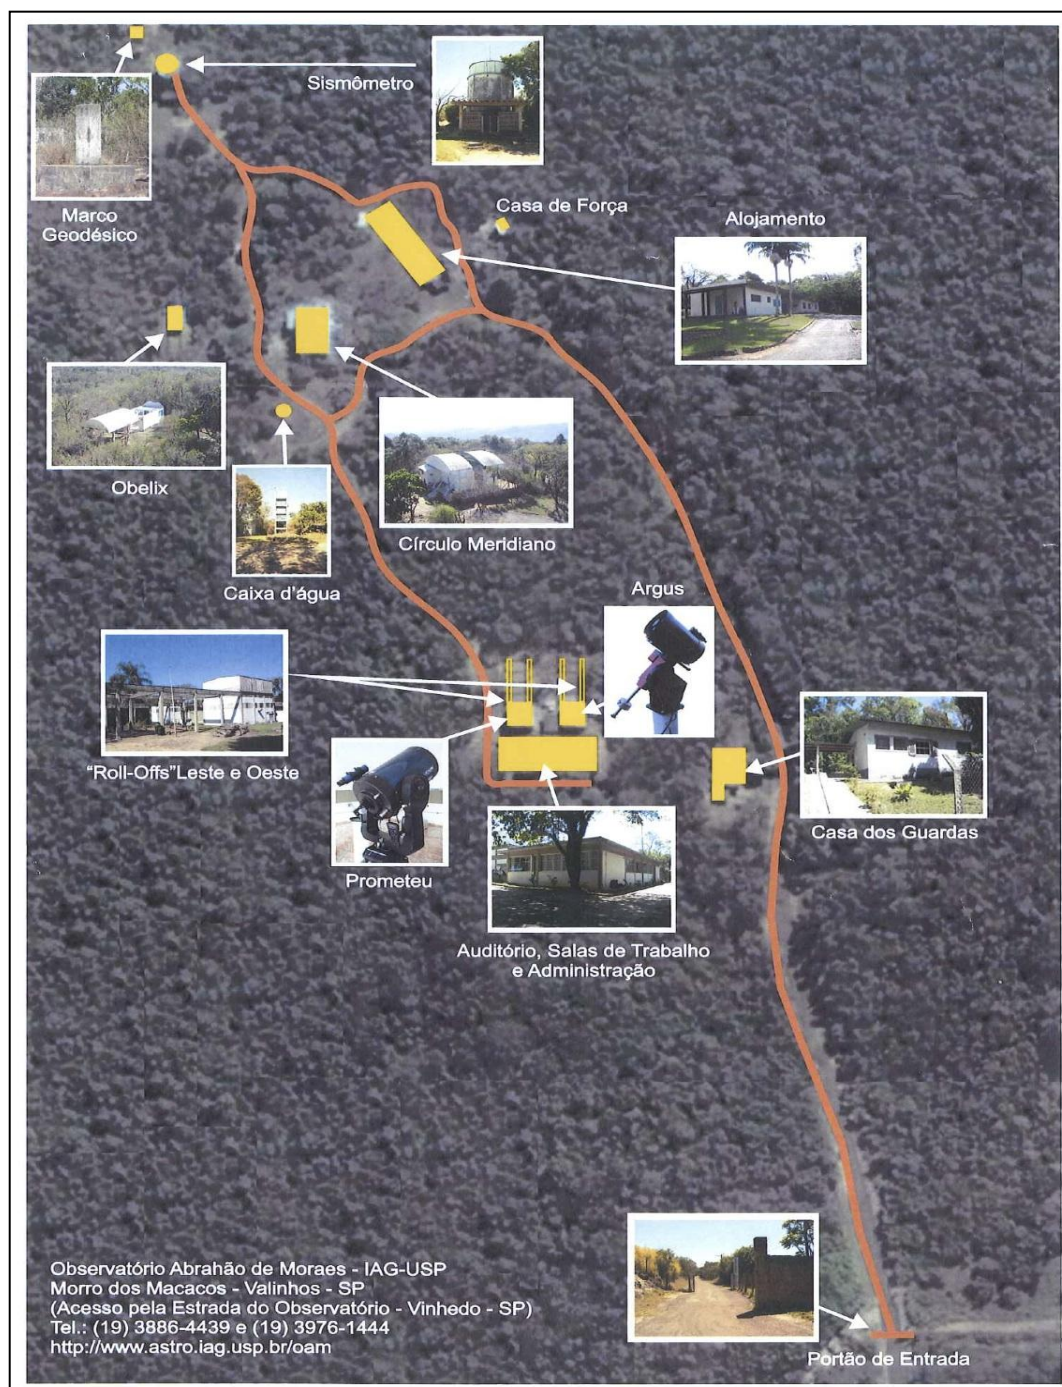 Sismômetro
Marco
Geodésico
Casa de Força
Alojamento
Obelix
Círculo Meridiano
Caixa d'água
Argus
"Roll-Offs"Leste e Oeste
Prometeu
Casa dos Guardas
Auditório, Salas de Trabalho
e Administração
Observatório Abrahão de Moraes - IAG-USP
Morro dos Macacos - Valinhos - SP
(Acesso pela Estrada do Observatório - Vinhedo - SP)
Tel.: (19) 3886-4439 e (19) 3976-1444
http://www.astro.iag.usp.br/oam
Portão de Entrada